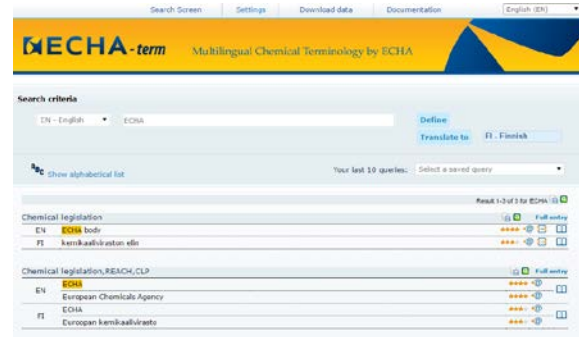 Search Screen Settings Download data Documentation English (EN)
ECHA-term Multilingual Chemical Terminology by ECHA
Search criteria
EN - English ECHA Define
Translate to FI - Finnish
ABC Show alphabetical list Your last 10 queries: Select a saved query
Result 1-3 of 3 for ECHA
Chemical legislation Full entry
EN ECHA body
FI kemikaaliviraston elin
Chemical legislation,REACH,CLP Full entry
EN ECHA
European Chemicals Agency
FI ECHA
Euroopan kemikaalivirasto